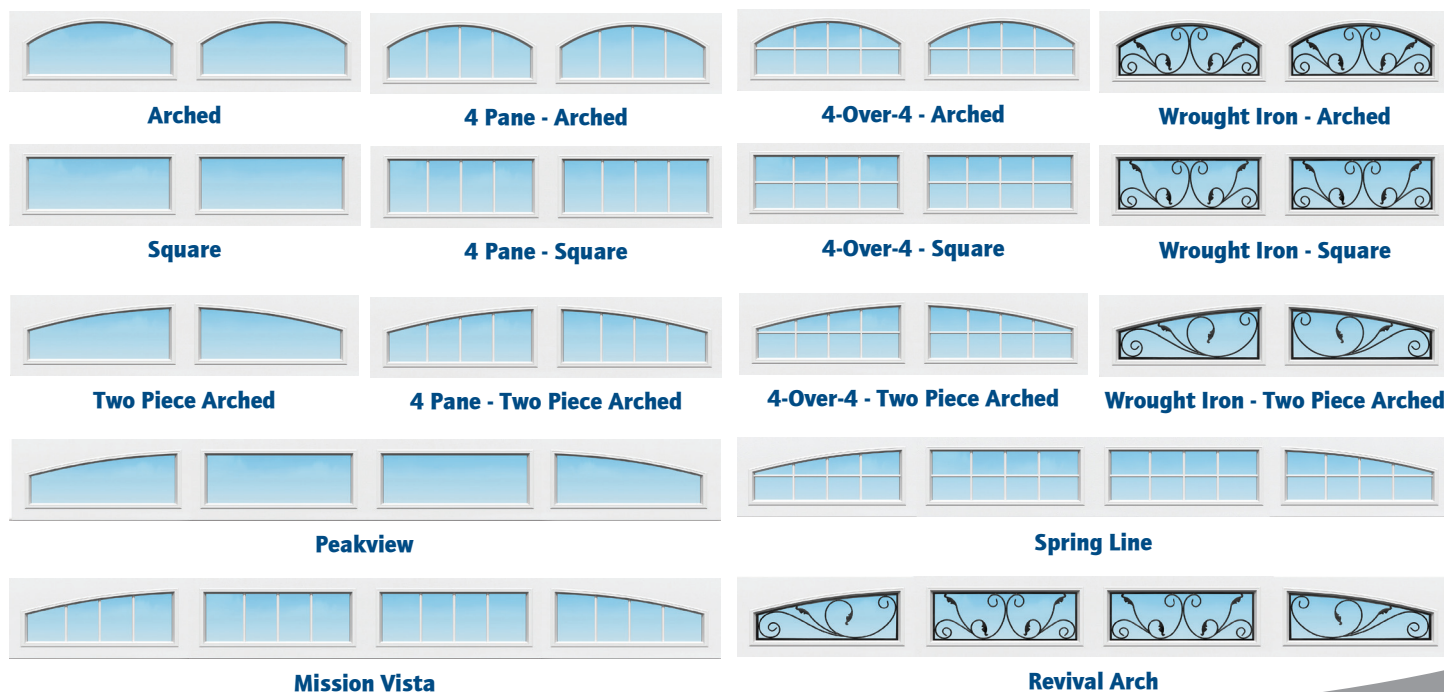 Arched
4 Pane - Arched
4-Over-4 - Arched
Wrought Iron - Arched
Square
4 Pane - Square
4-Over-4 - Square
Wrought Iron - Square
Two Piece Arched
4 Pane - Two Piece Arched
4-Over-4 - Two Piece Arched
Wrought Iron - Two Piece Arched
Peakview
Spring Line
Mission Vista
Revival Arch